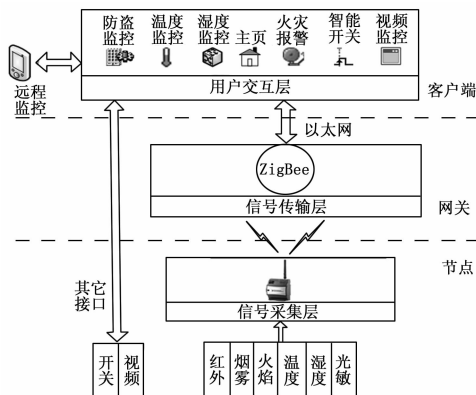 防盗 温度 湿度 主页 火灾 智能 视频
监控 监控 监控 报警 开关 监控
用户交互层
远程
监控
客户端
以太网
ZigBee
信号传输层
网关
节点
其它
接口
信号采集层
开关
视频
红外
烟雾
火焰
温度
湿度
光敏